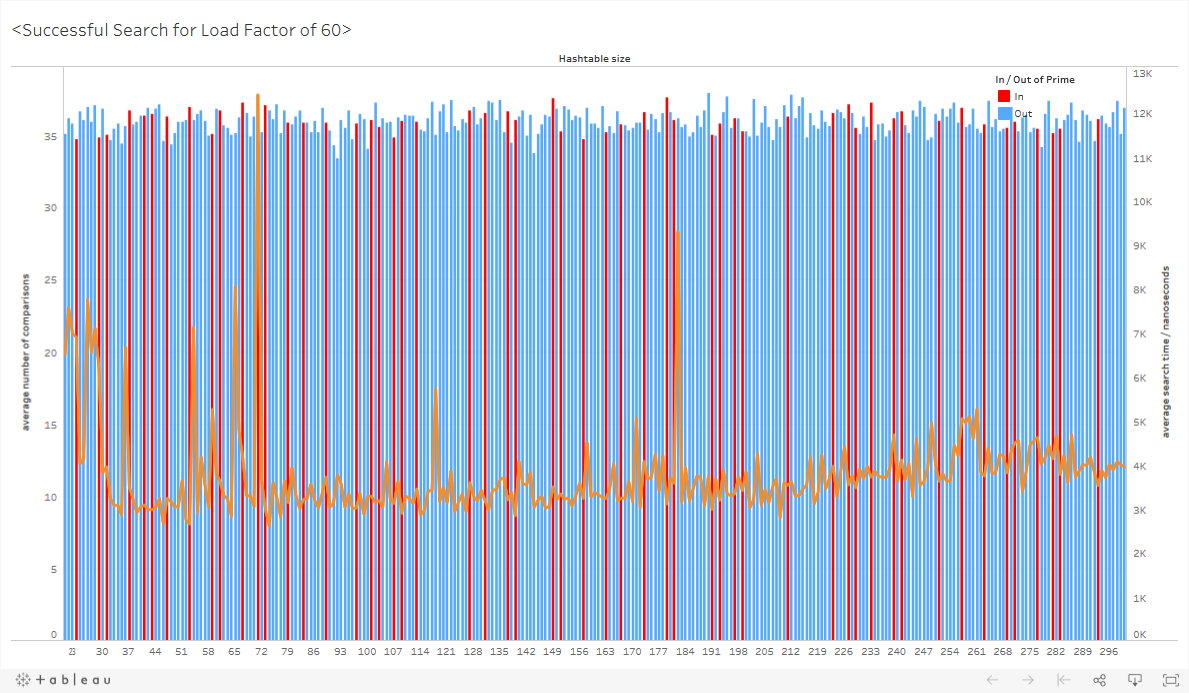 <Successful Search for Load Factor of 60>
Hashtable size
In / Out of Prime
In
Out
average number of comparisons
35
30
25
20
15
10
5
0
13K
12K
11K
10K
9K
8K
7K
6K
5K
4K
3K
2K
1K
0K
average search time / nanoseconds
23 30 37 44 51 58 65 72 79 86 93 100 107 114 121 128 135 142 149 156 163 170 177 184 191 198 205 212 219 226 233 240 247 254 261 268 275 282 289 296
+ a b l e a u